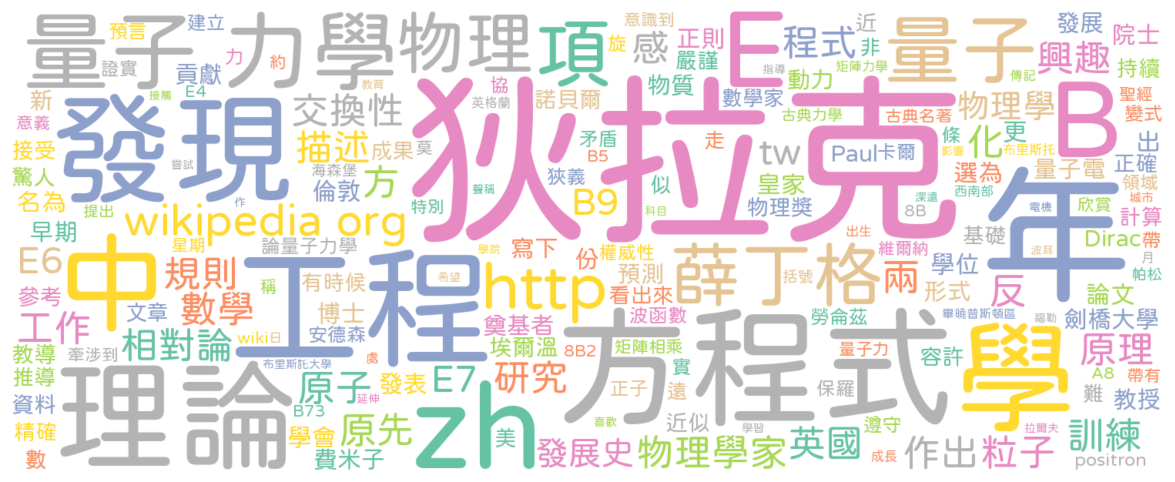 量子 力學 物理 項 感 E 程式 量子 興趣 院士
預言 建立 證實 貢獻 力 約 教育 意識到 正則 嚴謹 旋 近 非 發展 持續
新 E4 接觸 交換性 協 英格蘭 諾貝爾 物質 數學家 指導 動力 矩陣力學 傳記 物理學 聖經 變式
意義 發現 狄拉克 古典力學 古典名著 B
接受 嘗試 描述 成果 莫 矛盾 走 條 化 更 布里斯托 出
驚人 海森堡 B5 tw Paul卡爾 影響 選為 量子電 正確
名為 作 倫敦 方 聲稱 狹義 似 皇家 深遠 西南部 領域 城市
早期 提出 wikipedia org 特別 B9 科目 物理獎 8B 年 電機 欣賞 計算
E6 星期 論量子力學 學院 寫下 份 權威性 出生 維爾納 基礎 Dirac 帶 月
中 規則 工程 有時候 希望 http 預測 薛丁格 括號 兩 學位 波耳 帕松
參考 稱 看出來 形式 反 論文
工作 文章 數學 博士 奠基者 波函數 勞侖茲 畢曉普斯頓區 臨勒 劍橋大學
教導 牽涉到 相對論 wiki 日 安德森 埃爾溫 8B2 矩陣相乘 方程式 量子力 容許 學 原理
推導 布里斯託大學 處 實 A8 帶有
資料 理論 原子 發表 E7 研究 正子 遠 保羅 難 教授
精確 B73 延伸 zh 喜歡 遵守 拉爾夫
數 學會 原先 美 近似 學習 訓練
費米子 發展史 物理學家 英國 成長 作出 粒子 positron